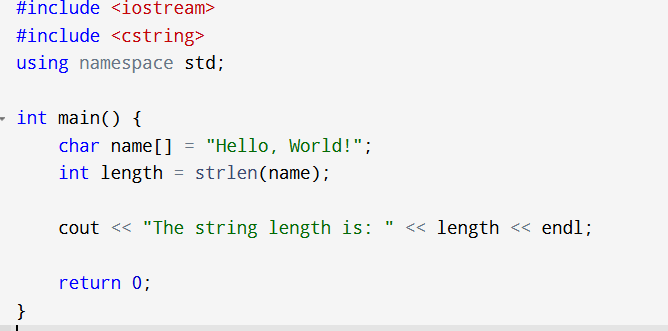 #include <iostream>
#include <cstring>
using namespace std;
int main() {
char name[] = "Hello, World!";
int length = strlen(name);
cout << "The string length is: " << length << endl;
return 0;
}